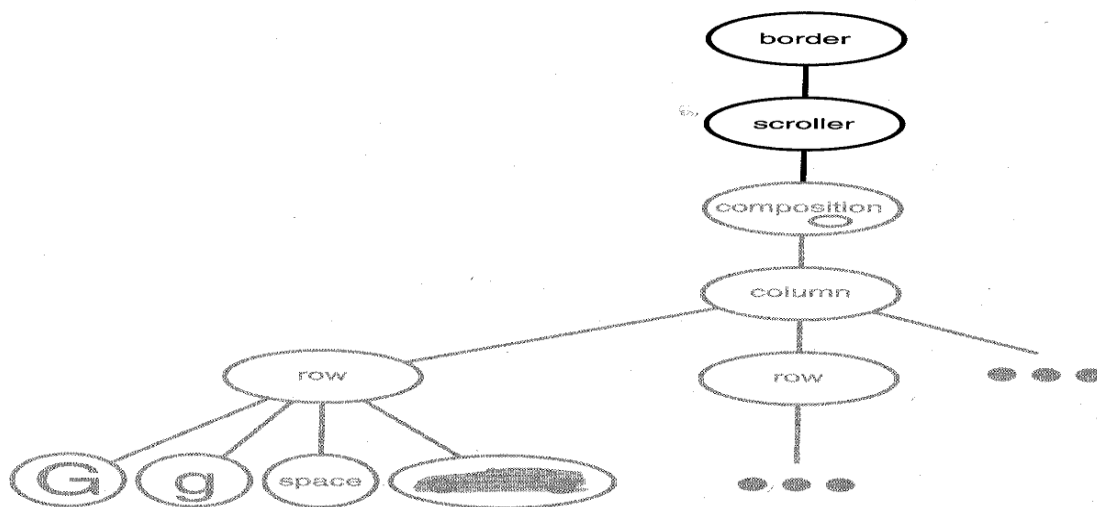 border
scroller
composition
column
row row
G g space